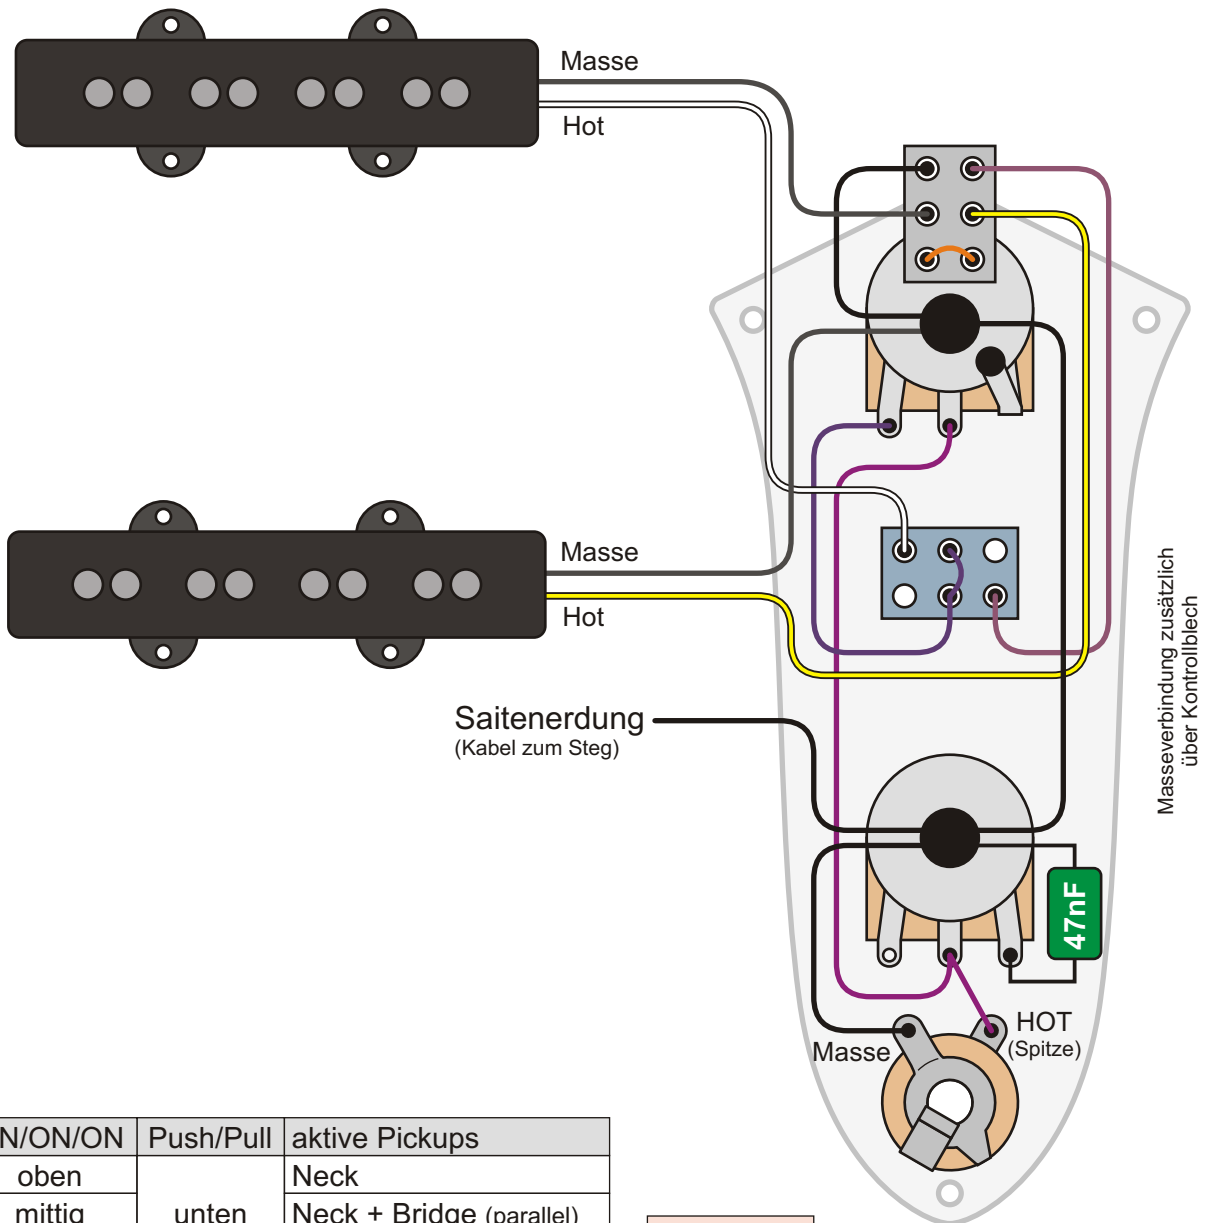 Masse
Hot
Masse
Hot
Saitenerdung
(Kabel zum Steg)
Masseverbindung zusätzlich
über Kontrollblech
47nF
HOT
(Spitze)
Masse
N/ON/ON Push/Pull aktive Pickups
oben Neck
mittig unten Neck + Bridge (parallel)